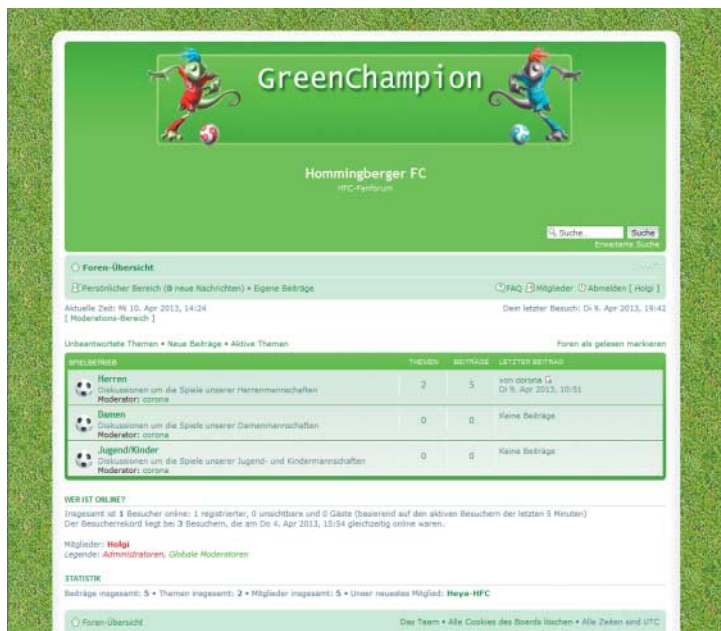 GreenChampion
Hommingberger FC
HFC-Fanforum
Suche… Suche
Erweiterte Suche
Foren-Übersicht
Persönlicher Bereich (0 neue Nachrichten) • Eigene Beiträge
FAQ Mitglieder Abmelden [ Holgi ]
Aktuelle Zeit: Mi 10. Apr 2013, 14:24
Dein letzter Besuch: Di 9. Apr 2013, 19:42
[ Moderations-Bereich ]
Unbeantwortete Themen • Neue Beiträge • Aktive Themen
Foren als gelesen markieren
SPIELBETRIEB THEMEN BEITRÄGE LETZTER BEITRAG
Herren
Diskussionen um die Spiele unserer Herrenmannschaften
Moderator: corona
2 5
von corona
Di 9. Apr 2013, 10:51
Damen
Diskussionen um die Spiele unserer Damenmannschaften
Moderator: corona
0 0 Keine Beiträge
Jugend/Kinder
Diskussionen um die Spiele unserer Jugend- und Kindermannschaften
Moderator: corona
0 0 Keine Beiträge
WER IST ONLINE?
Insgesamt ist 1 Besucher online: 1 registrierter, 0 unsichtbare und 0 Gäste (basierend auf den aktiven Besuchern der letzten 5 Minuten)
Der Besucherrekord liegt bei 3 Besuchern, die am Do 4. Apr 2013, 15:54 gleichzeitig online waren.
Mitglieder: Holgi
Legende: Administratoren, Globale Moderatoren
STATISTIK
Beiträge insgesamt: 5 • Themen insgesamt: 2 • Mitglieder insgesamt: 5 • Unser neuestes Mitglied: Heya-HFC
Foren-Übersicht
Das Team • Alle Cookies des Boards löschen • Alle Zeiten sind UTC